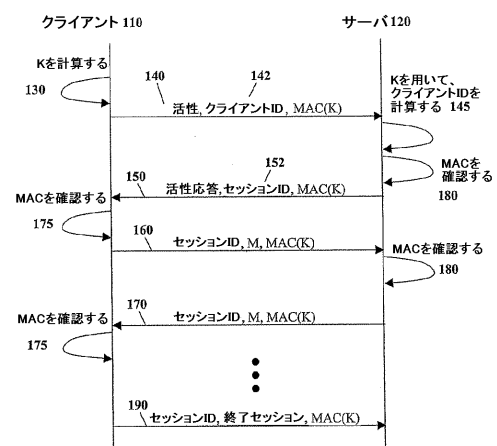 クライアント 110
サーバ120
Kを計算する
130
140
142
活性, クライアントID, MAC(K)
Kを用いて、
クライアントIDを
計算する 145
152
150
活性応答, セッションID, MAC(K)
MACを
確認する
180
MACを確認する
175
160
セッションID, M, MAC(K)
MACを確認する
180
170
セッションID, M, MAC(K)
MACを確認する
175
190
セッションID, 終了セッション, MAC(K)